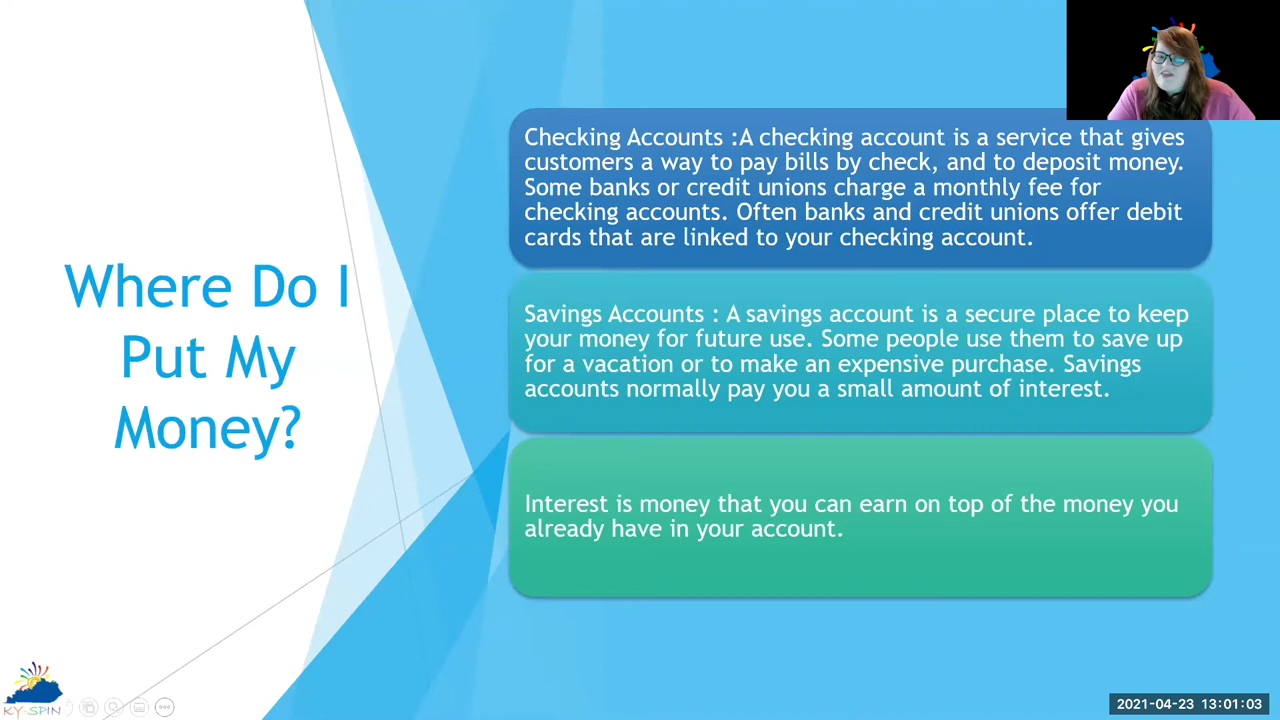 Where Do I
Put My
Money?
Checking Accounts :A checking account is a service that gives
customers a way to pay bills by check, and to deposit money.
Some banks or credit unions charge a monthly fee for
checking accounts. Often banks and credit unions offer debit
cards that are linked to your checking account.
Savings Accounts : A savings account is a secure place to keep
your money for future use. Some people use them to save up
for a vacation or to make an expensive purchase. Savings
accounts normally pay you a small amount of interest.
Interest is money that you can earn on top of the money you
already have in your account.
KY-SPIN
2021-04-23 13:01:03